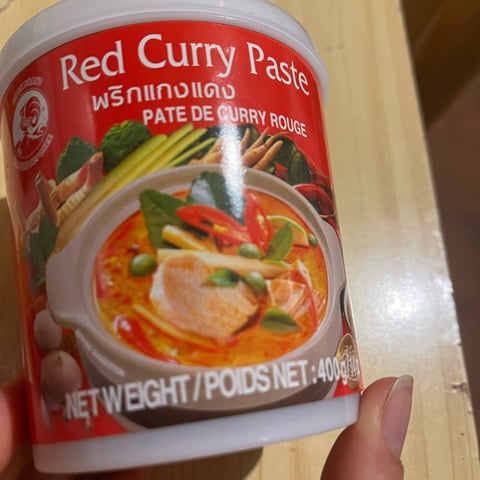 Red Curry Paste
พริกแกงแดง
PATE DE CURRY ROUGE
NET WEIGHT / POIDS NET : 400g